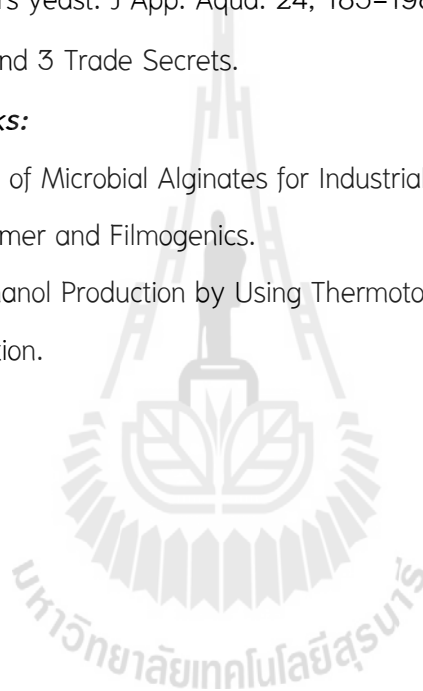 rs yeast. J App. Aqua. 24, 185–19
nd 3 Trade Secrets.
ks:
of Microbial Alginates for Industrial
mer and Filmogenics.
anol Production by Using Thermoto
tion.
มหาวิทยาลัยเทคโนโลยีสุรนารี